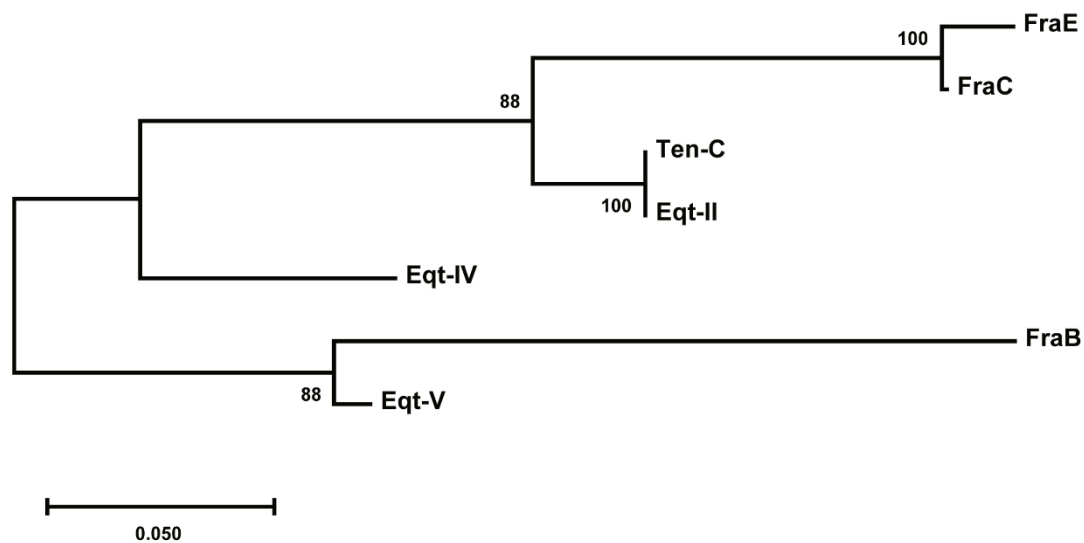 FraE
100
FraC
88
Ten-C
100
Eqt-II
Eqt-IV
FraB
88
Eqt-V
0.050